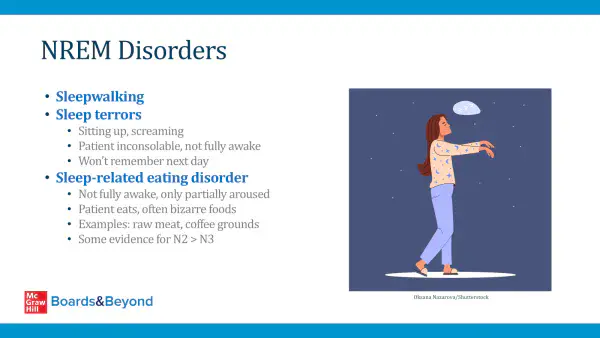 NREM Disorders
• Sleepwalking
• Sleep terrors
• Sitting up, screaming
• Patient inconsolable, not fully awake
• Won't remember next day
• Sleep-related eating disorder
• Not fully awake, only partially aroused
• Patient eats, often bizarre foods
• Examples: raw meat, coffee grounds
• Some evidence for N2 > N3
Oksana Nazarova/Shutterstock
Mc
Graw
Hill
Boards&Beyond